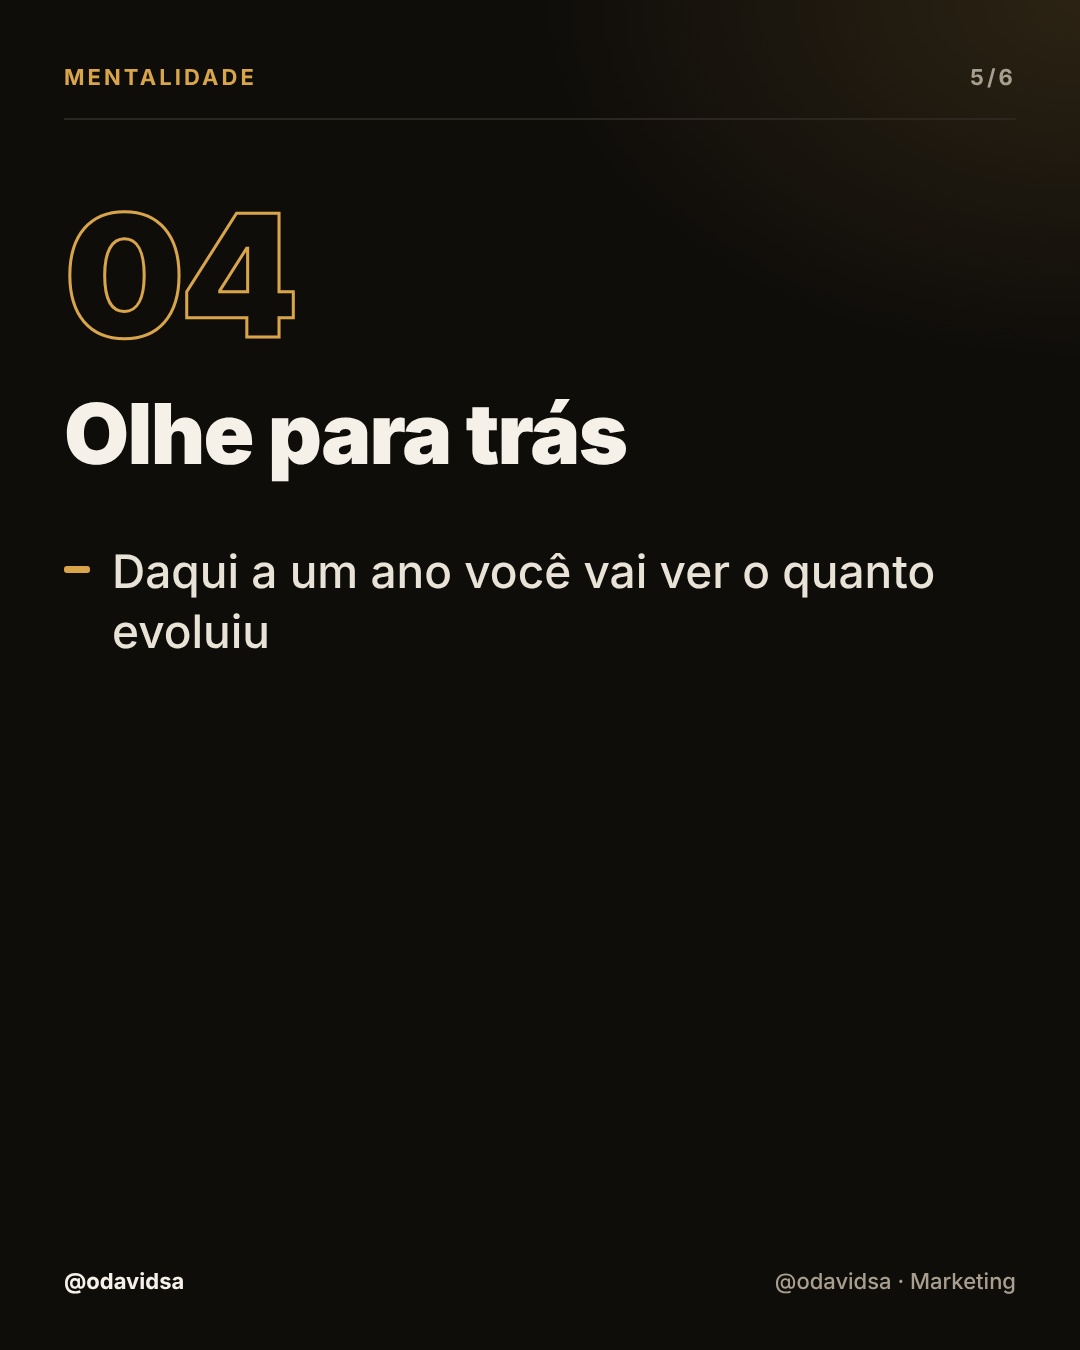 MENTALIDADE
5/6
04
Olhe para trás
Daqui a um ano você vai ver o quanto
evoluiu
@odavidsa
@odavidsa · Marketing